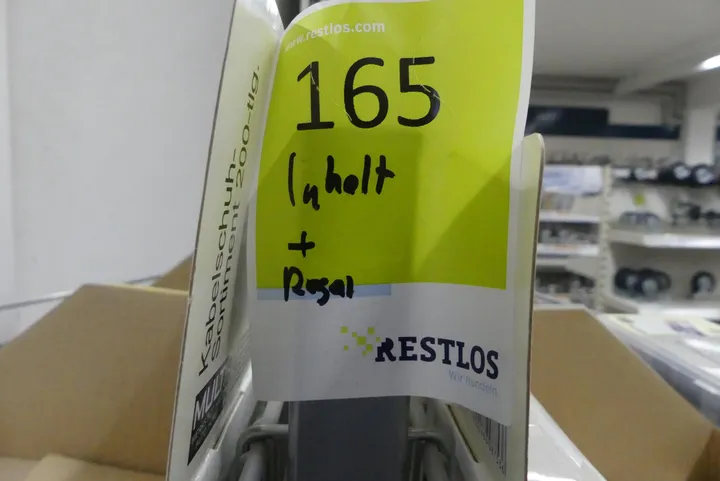 www.restlos.com
165
Inhalt
+
Regal
RESTLOS
Wir handeln.
Kabelschuh-
Sortiment 200-tlg.